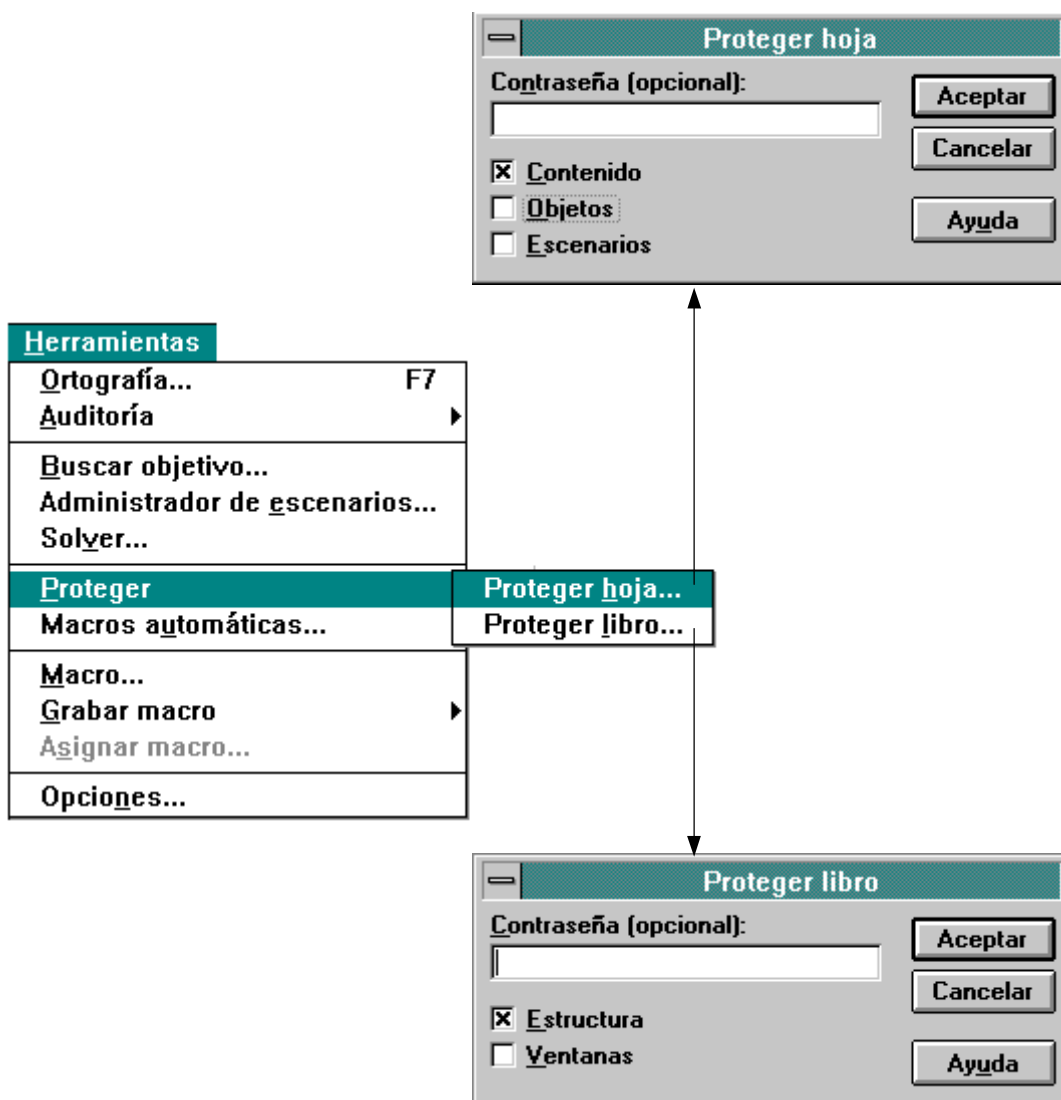 Proteger hoja
Contraseña (opcional):
Aceptar
Cancelar
Contenido
Objetos
Escenarios
Ayuda
Herramientas
Ortografía... F7
Auditoría
Buscar objetivo...
Administrador de escenarios...
Solver...
Proteger
Proteger hoja...
Macros automáticas...
Proteger libro...
Macro...
Grabar macro
Asignar macro...
Opciones...
Proteger libro
Contraseña (opcional):
Aceptar
Cancelar
Estructura
Ventanas
Ayuda